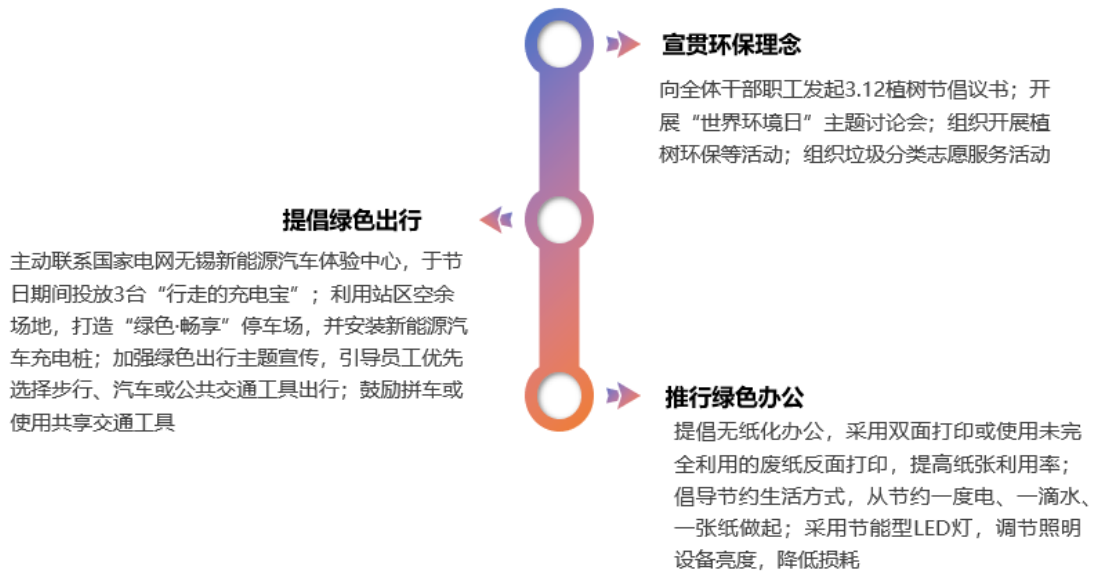 宣贯环保理念
向全体干部职工发起3.12植树节倡议书；开
展“世界环境日”主题讨论会；组织开展植
树环保等活动；组织垃圾分类志愿服务活动
提倡绿色出行
主动联系国家电网无锡新能源汽车体验中心，于节
日期间投放3台“行走的充电宝”；利用站区空余
场地，打造“绿色·畅享”停车场，并安装新能源汽
车充电桩；加强绿色出行主题宣传，引导员工优先
选择步行、汽车或公共交通工具出行；鼓励拼车或
使用共享交通工具
推行绿色办公
提倡无纸化办公，采用双面打印或使用未完
全利用的废纸反面打印，提高纸张利用率；
倡导节约生活方式，从节约一度电、一滴水、
一张纸做起；采用节能型LED灯，调节照明
设备亮度，降低损耗